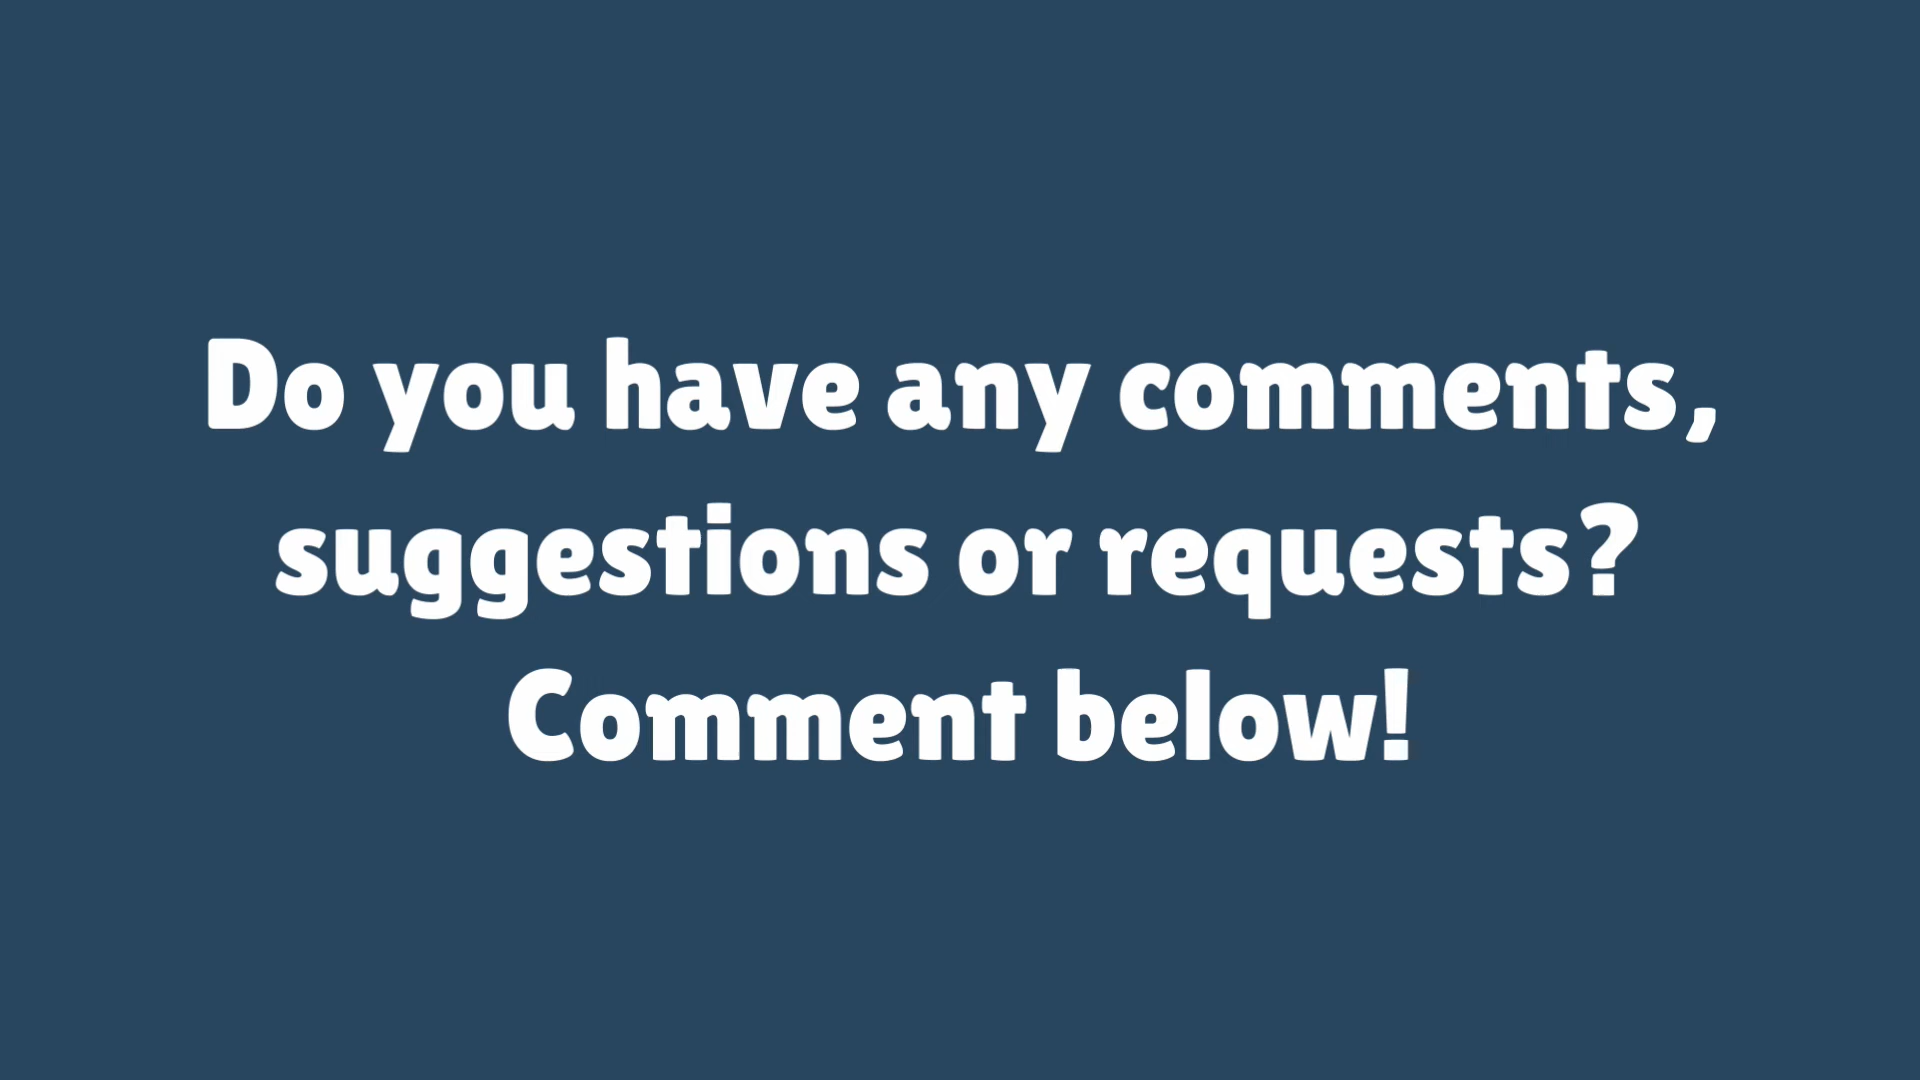 Do you have any comments,
suggestions or requests?
Comment below!